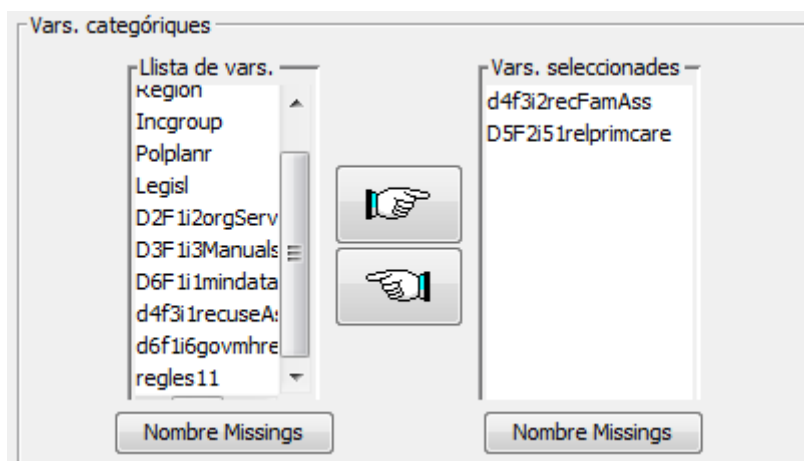 Vars. categóriques
Llista de vars.
Region
Incgroup
Polplanr
Legisl
D2F1i2orgServ
D3F1i3Manuals
D6F1i1mindata
d4f3i1recuseA
d6f1i6govmhre
regles11
Nombre Missings
Vars. seleccionades
d4f3i2recFamAss
D5F2i51relprimcare
Nombre Missings